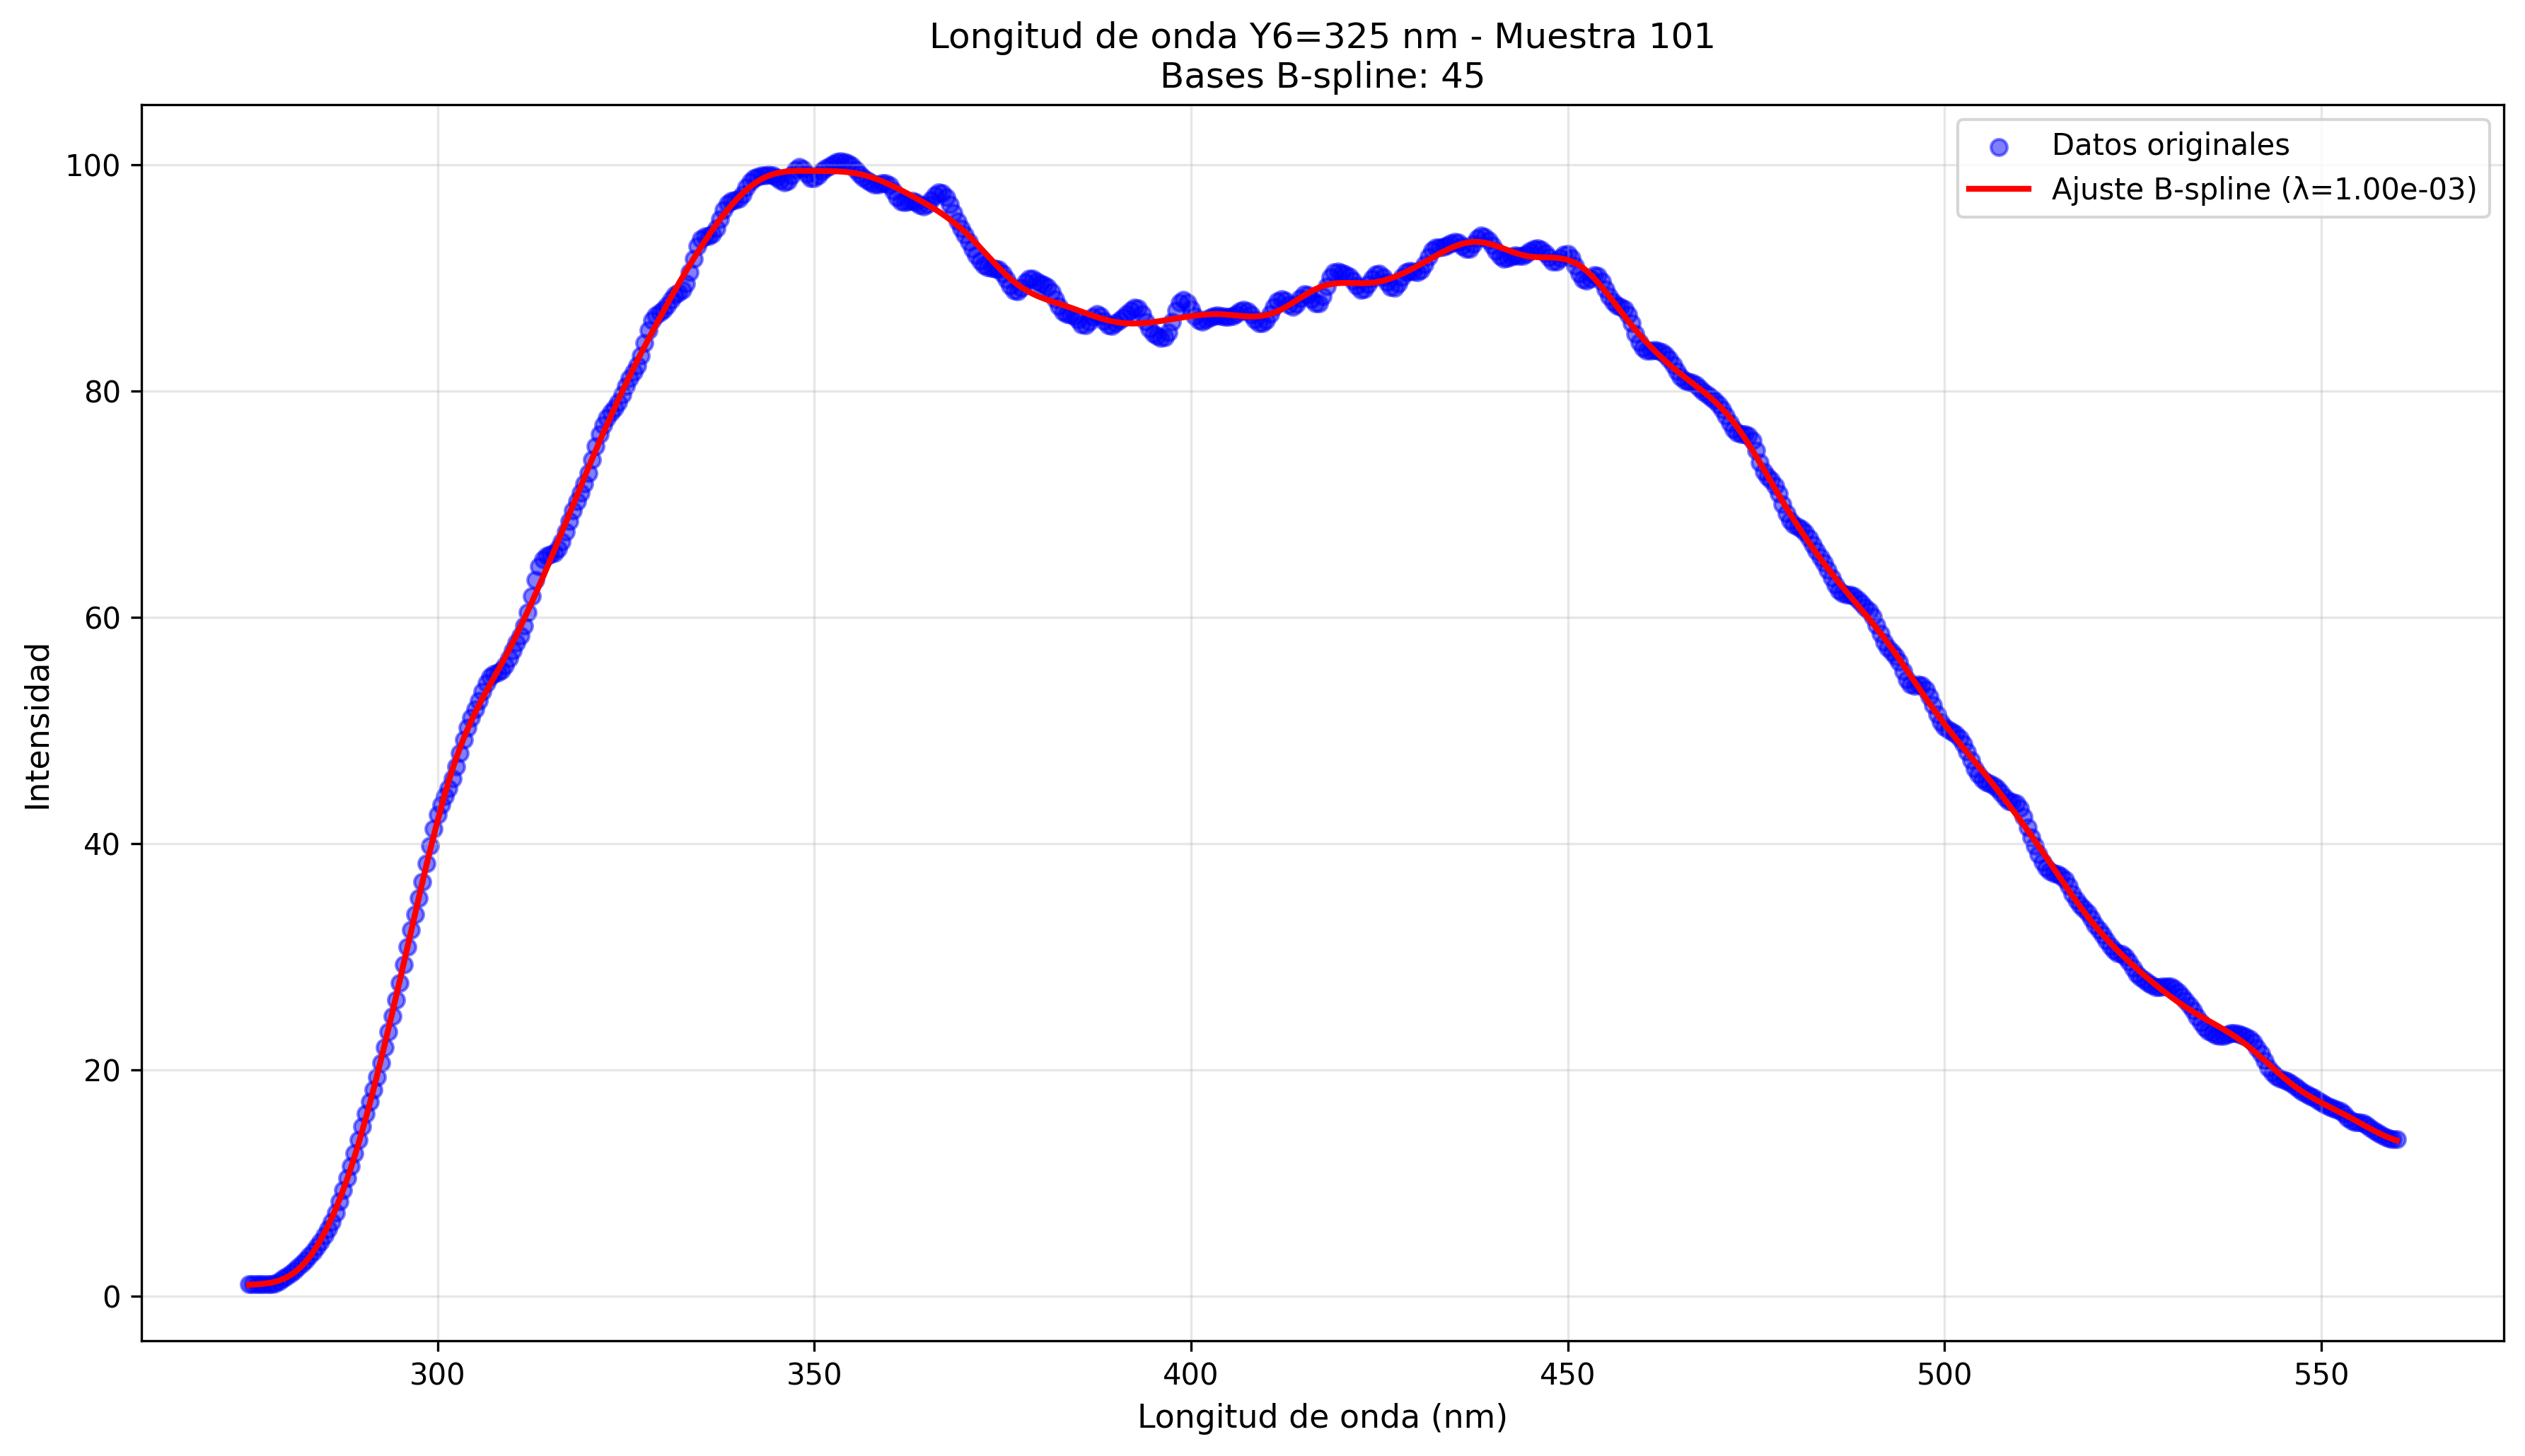 Longitud de onda Y6=325 nm - Muestra 101
Bases B-spline: 45
Datos originales
Ajuste B-spline (λ=1.00e-03)
Intensidad
100
80
60
40
20
0
300 350 400 450 500 550
Longitud de onda (nm)